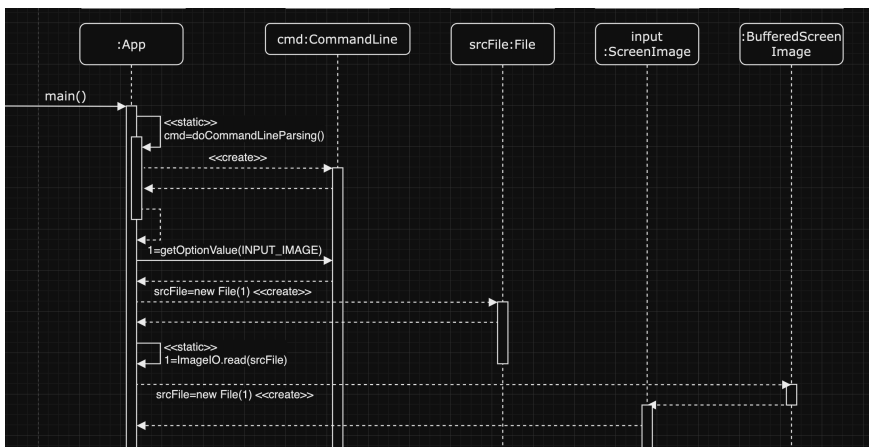 :App
cmd:CommandLine
srcFile:File
input
:ScreenImage
:BufferedScreen
Image
main()
<<static>>
cmd=doCommandLineParsing()
<<create>>
1=getOptionValue(INPUT_IMAGE)
srcFile=new File(1) <<create>>
<<static>>
1=ImageIO.read(srcFile)
srcFile=new File(1) <<create>>